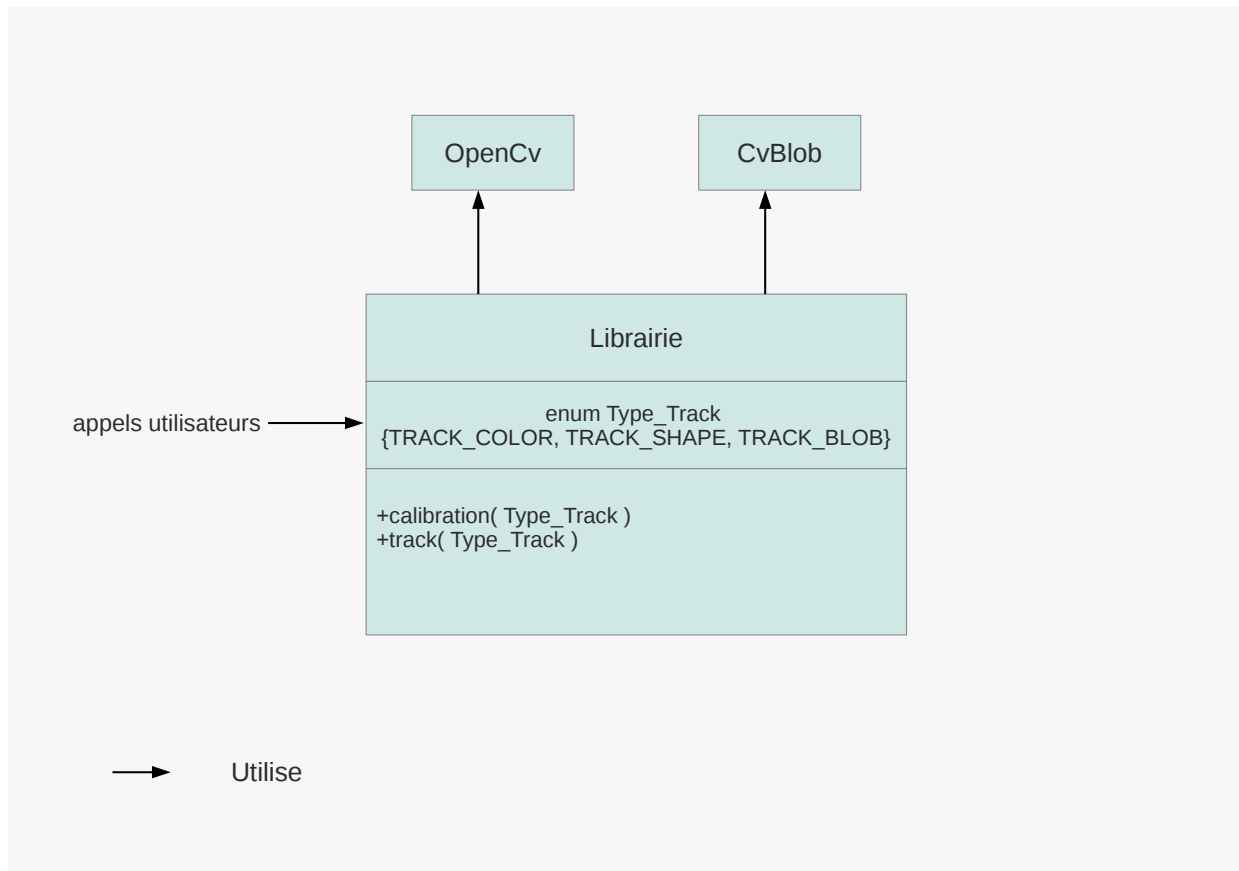 OpenCv
CvBlob
Librairie
appels utilisateurs
enum Type_Track
{TRACK_COLOR, TRACK_SHAPE, TRACK_BLOB}
+calibration( Type_Track )
+track( Type_Track )
Utilise